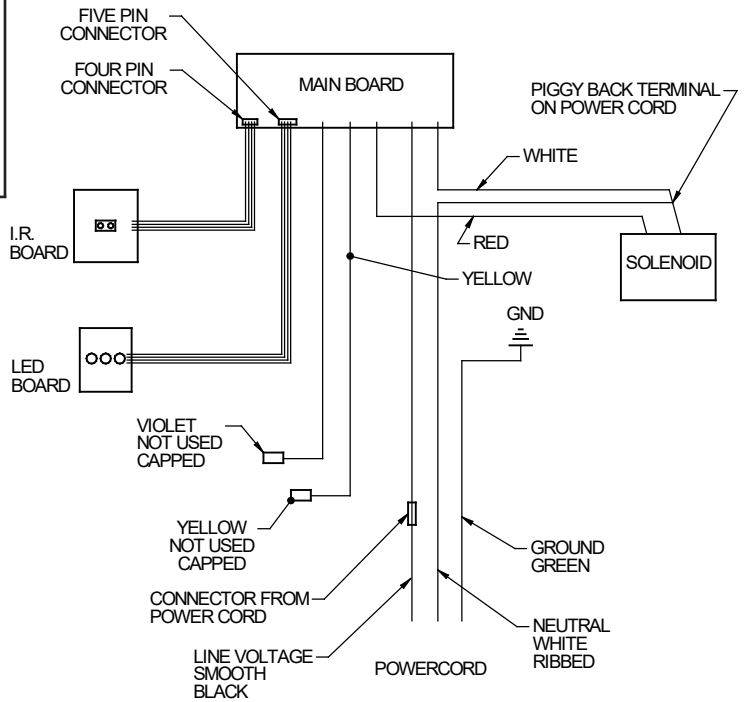 FIVE PIN
CONNECTOR
FOUR PIN
CONNECTOR
MAIN BOARD
PIGGY BACK TERMINAL
ON POWER CORD
WHITE
I.R.
BOARD
RED
SOLENOID
YELLOW
GND
LED
BOARD
VIOLET
NOT USED
CAPPED
YELLOW
NOT USED
CAPPED
GROUND
GREEN
CONNECTOR FROM
POWER CORD
NEUTRAL
WHITE
RIBBED
LINE VOLTAGE
SMOOTH
BLACK
POWERCORD